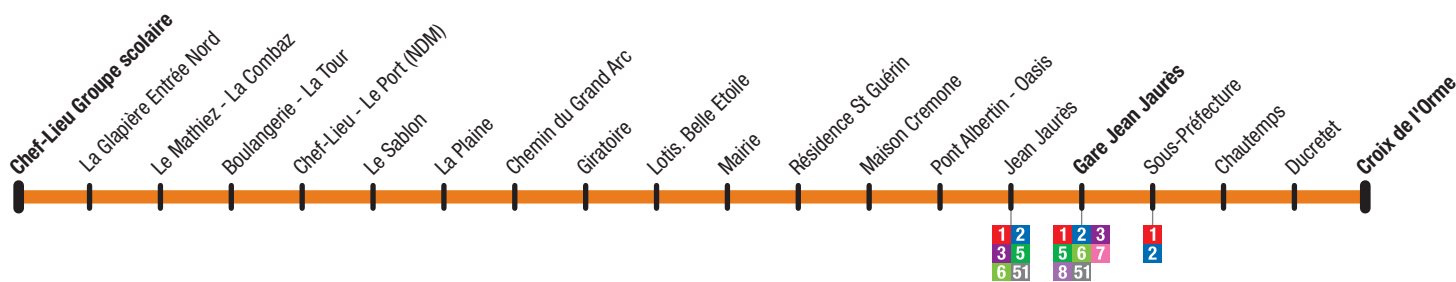 Chef-Lieu Groupe scolaire
La Glapière Entrée Nord
Le Mathiez - La Combaz
Boulangerie - La Tour
Chef-Lieu - Le Port (NDM)
Le Sablon
La Plaine
Chemin du Grand Arc
Giratoire
Lotis. Belle Etoile
Mairie
Résidence St Guérin
Maison Cremone
Pont Albertin - Oasis
Jean Jaurès
Gare Jean Jaurès
Sous-Préfecture
Chautemps
Ducretet
Croix de l'Orme
1 2
3 5
6 51
1 2 3
5 6 7
8 51
1
2